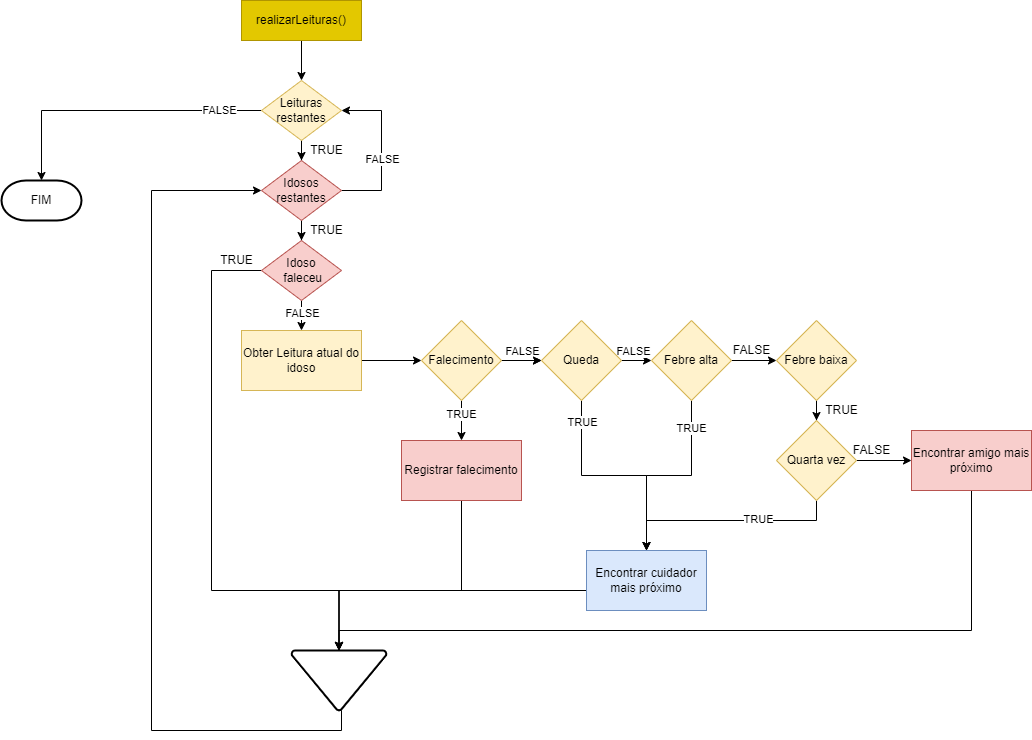 realizarLeituras()
Leituras
restantes
FALSE
TRUE
FALSE
FIM
Idosos
restantes
TRUE
TRUE
Idoso
faleceu
FALSE
Obter Leitura atual do
idoso
Falecimento
FALSE
Queda
FALSE
Febre alta
FALSE
Febre baixa
TRUE
TRUE
TRUE
TRUE
Registrar falecimento
Quarta vez
FALSE
Encontrar amigo mais
próximo
TRUE
Encontrar cuidador
mais próximo